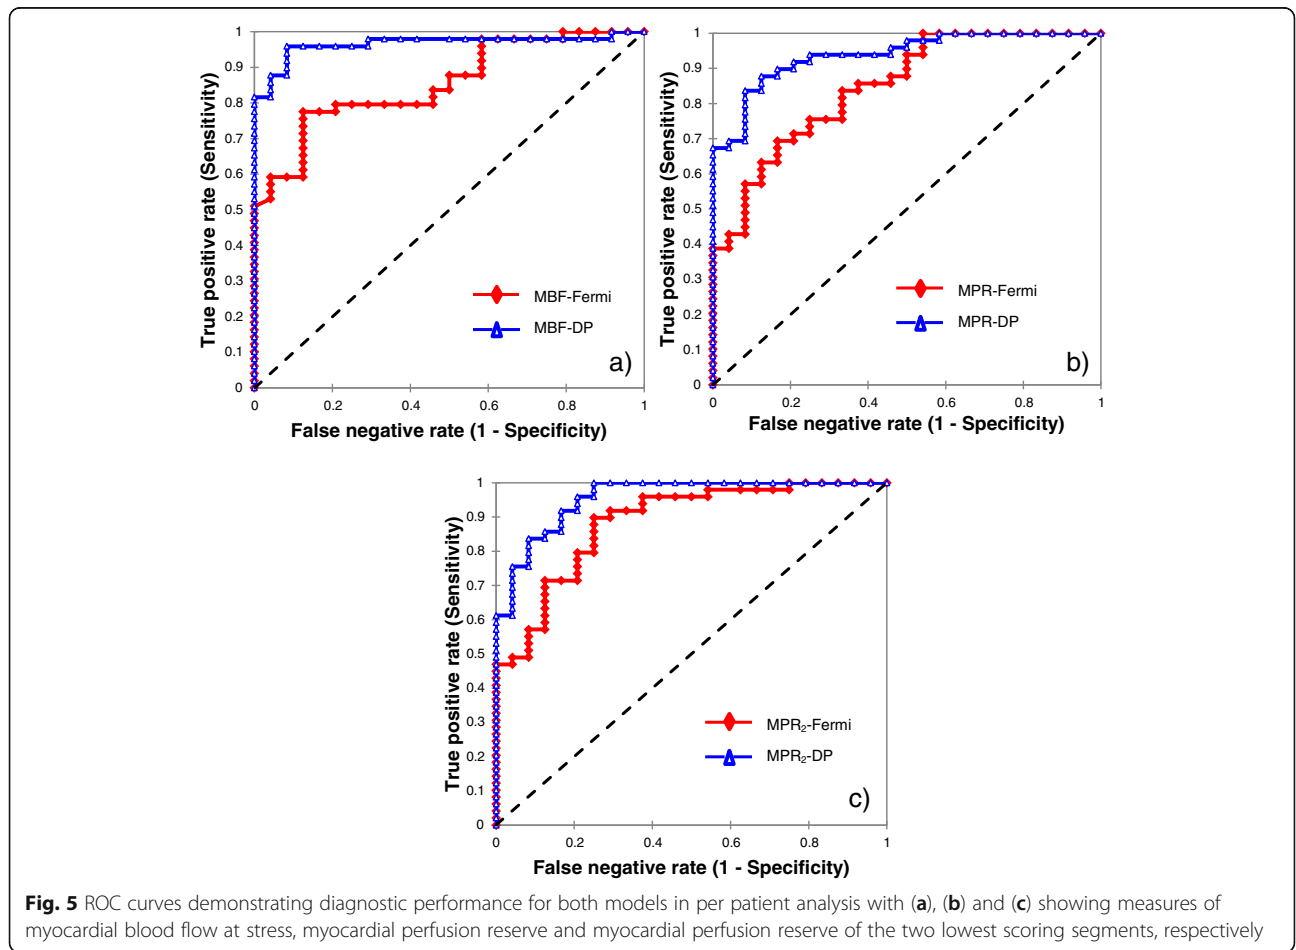 1
0.9
0.8
0.7
0.6
0.5
0.4
0.3
0.2
0.1
0
True positive rate (Sensitivity)
MBF-Fermi
MBF-DP
a)
0 0.2 0.4 0.6 0.8 1
False negative rate (1 - Specificity)
1
0.9
0.8
0.7
0.6
0.5
0.4
0.3
0.2
0.1
0
True positive rate (Sensitivity)
MPR-Fermi
MPR-DP
b)
0 0.2 0.4 0.6 0.8 1
False negative rate (1 - Specificity)
1
0.9
0.8
0.7
0.6
0.5
0.4
0.3
0.2
0.1
0
True positive rate (Sensitivity)
MPR₂-Fermi
MPR₂-DP
c)
0 0.2 0.4 0.6 0.8 1
False negative rate (1 - Specificity)
Fig. 5 ROC curves demonstrating diagnostic performance for both models in per patient analysis with (a), (b) and (c) showing measures of
myocardial blood flow at stress, myocardial perfusion reserve and myocardial perfusion reserve of the two lowest scoring segments, respectively